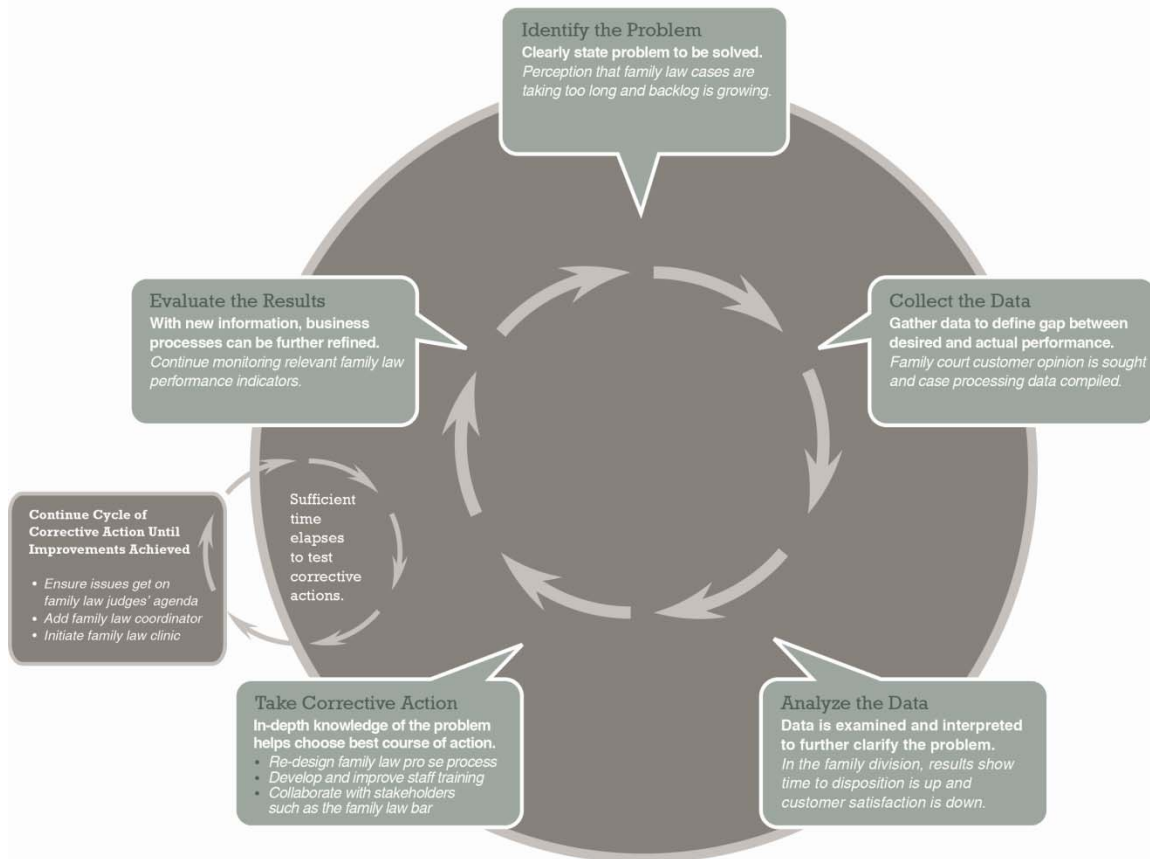 Identify the Problem
Clearly state problem to be solved.
Perception that family law cases are
taking too long and backlog is growing.
Collect the Data
Gather data to define gap between
desired and actual performance.
Family court customer opinion is sought
and case processing data compiled.
Analyze the Data
Data is examined and interpreted
to further clarify the problem.
In the family division, results show
time to disposition is up and
customer satisfaction is down.
Take Corrective Action
In-depth knowledge of the problem
helps choose best course of action.
• Re-design family law pro se process
• Develop and improve staff training
• Collaborate with stakeholders
such as the family law bar
Sufficient
time
elapses
to test
corrective
actions.
Continue Cycle of
Corrective Action Until
Improvements Achieved
• Ensure issues get on
family law judges' agenda
• Add family law coordinator
• Initiate family law clinic
Evaluate the Results
With new information, business
processes can be further refined.
Continue monitoring relevant family law
performance indicators.